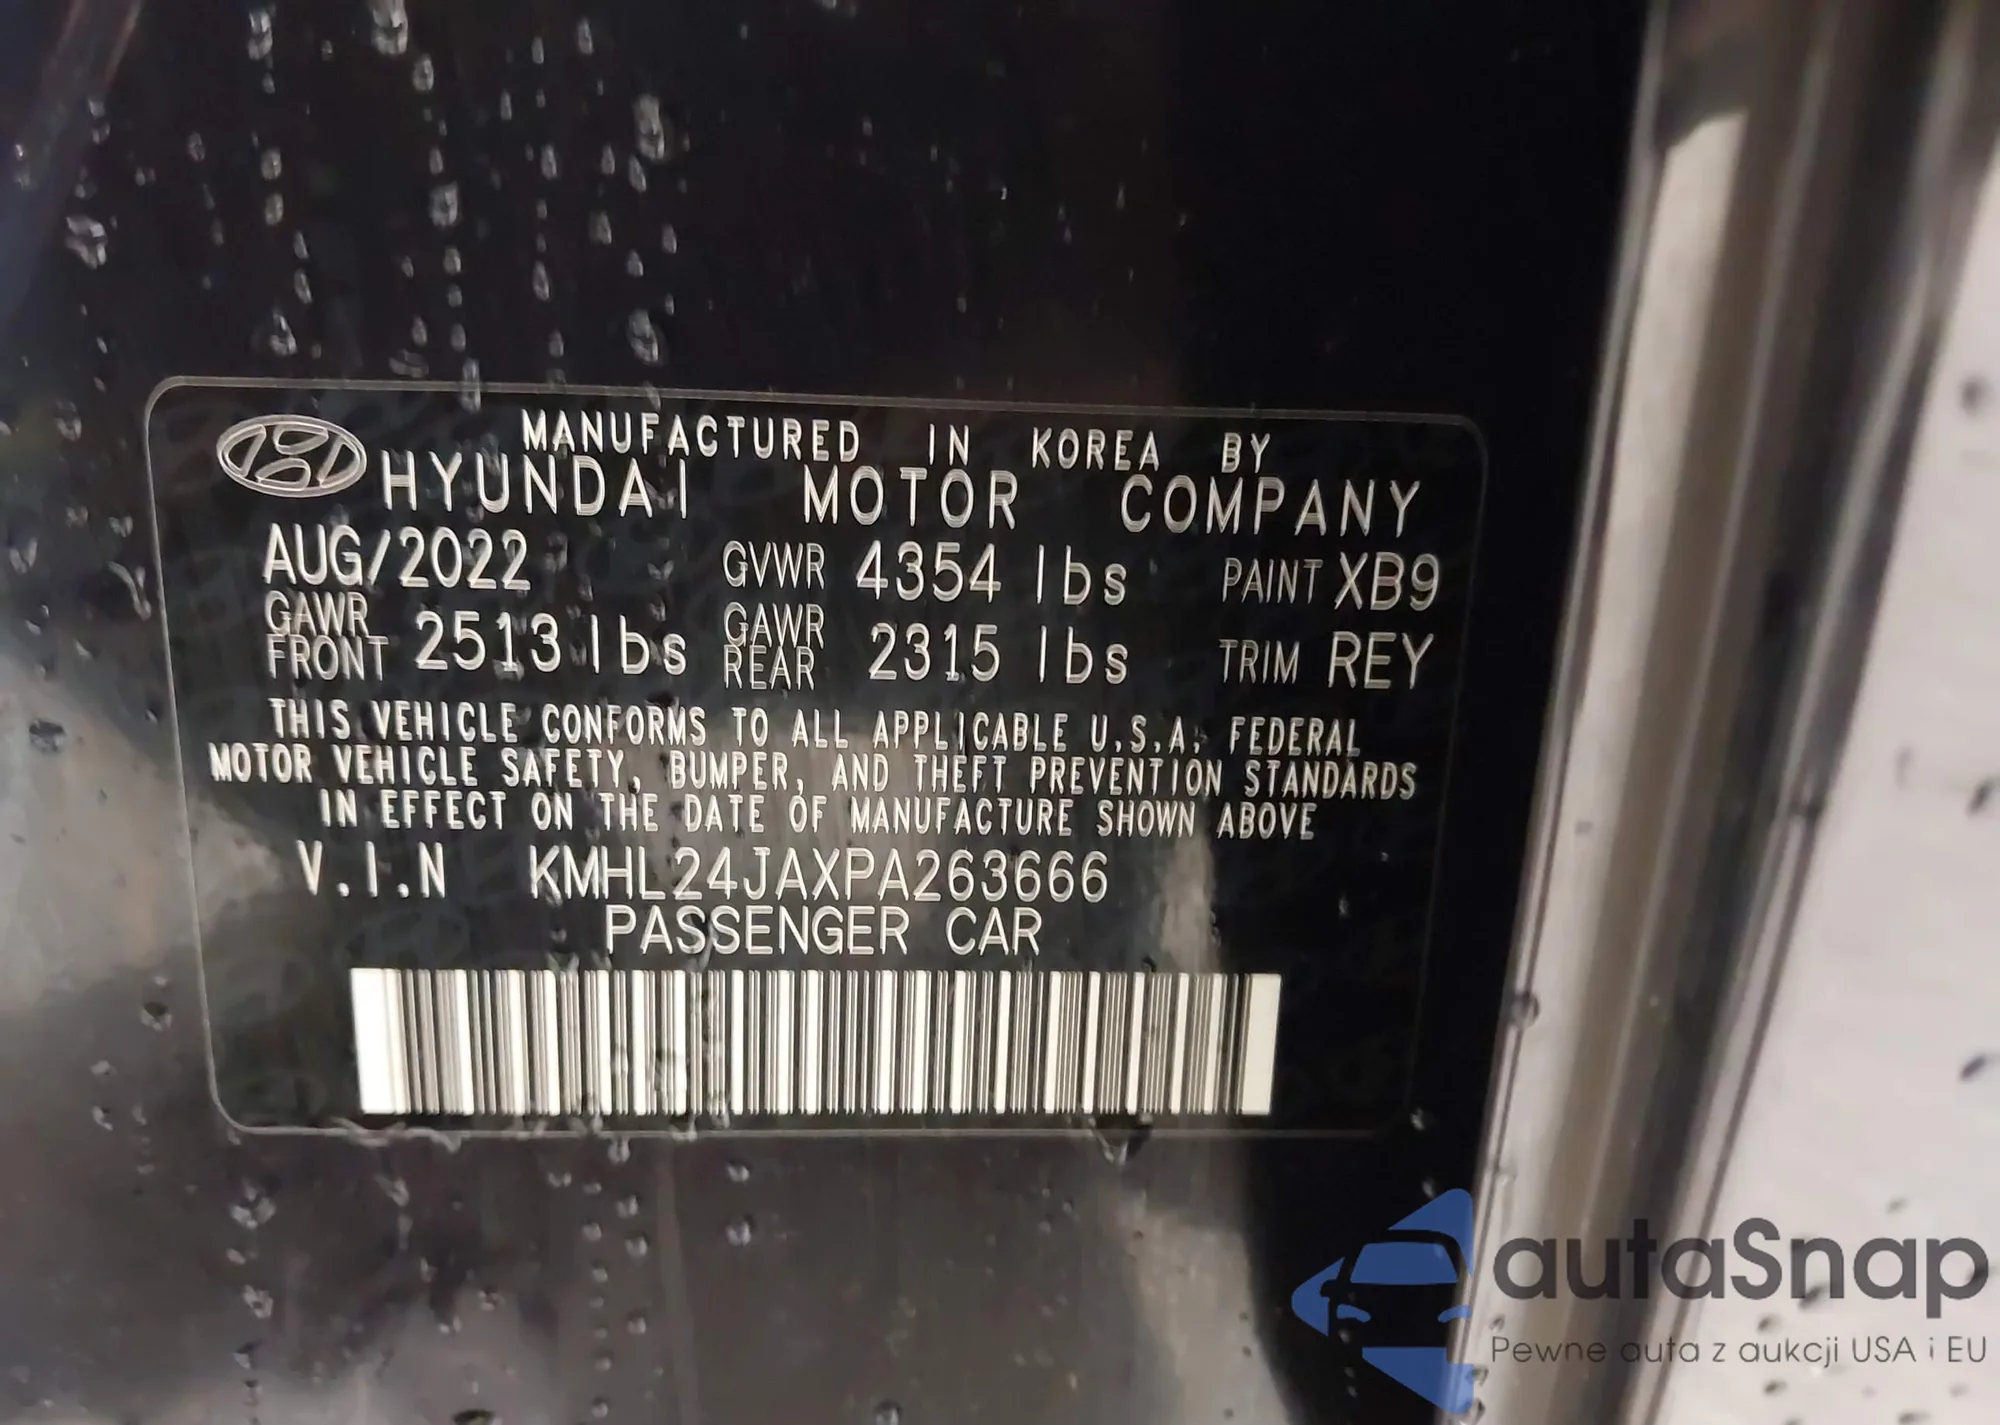 MANUFACTURED IN KOREA BY
HYUNDAI MOTOR COMPANY
AUG/2022 GVWR 4354 lbs PAINT XB9
GAWR FRONT 2513 lbs GAWR REAR 2315 lbs TRIM REY
THIS VEHICLE CONFORMS TO ALL APPLICABLE U.S.A. FEDERAL
MOTOR VEHICLE SAFETY, BUMPER, AND THEFT PREVENTION STANDARDS
IN EFFECT ON THE DATE OF MANUFACTURE SHOWN ABOVE
V.I.N KMHL24JAXPA263666
PASSENGER CAR
autaSnap
Pewne auta z aukcji USA i EU